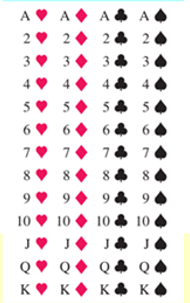 A♥ A♦ A♣ A♠
2♥ 2♦ 2♣ 2♠
3♥ 3♦ 3♣ 3♠
4♥ 4♦ 4♣ 4♠
5♥ 5♦ 5♣ 5♠
6♥ 6♦ 6♣ 6♠
7♥ 7♦ 7♣ 7♠
8♥ 8♦ 8♣ 8♠
9♥ 9♦ 9♣ 9♠
10♥ 10♦ 10♣ 10♠
J♥ J♦ J♣ J♠
Q♥ Q♦ Q♣ Q♠
K♥ K♦ K♣ K♠